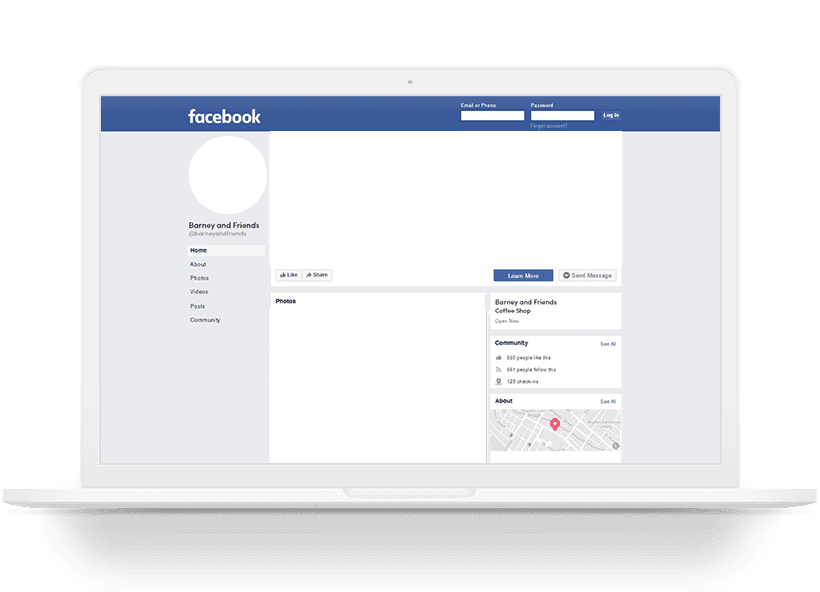 facebook
Email or Phone
Password
Log In
Forgot account?
Barney and Friends
@barneyandfriends
Home
About
Photos
Videos
Posts
Community
Like
Share
Learn More
Send Message
Photos
Barney and Friends
Coffee Shop
Open Now
Community
See All
550 people like this
561 people follow this
120 check-ins
About
See All